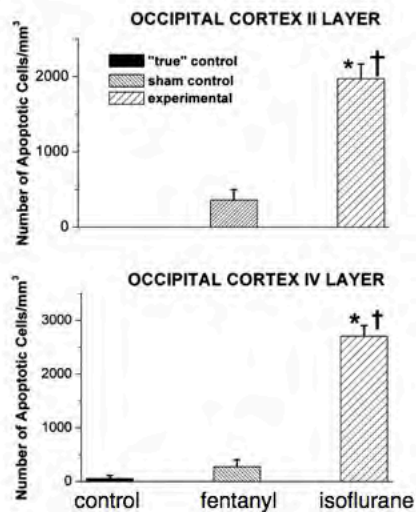 OCCIPITAL CORTEX II LAYER
Number of Apoptotic Cells/mm³
2000
1000
0
"true" control
sham control
experimental
*†
OCCIPITAL CORTEX IV LAYER
Number of Apoptotic Cells/mm³
3000
2000
1000
0
*†
control fentanyl isoflurane